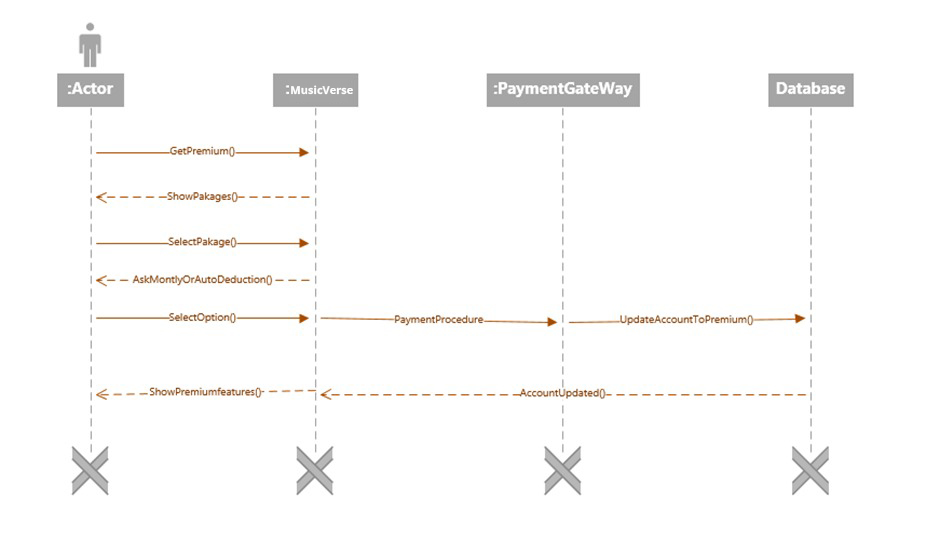 :Actor
:MusicVerse
:PaymentGateWay
Database
GetPremium()
ShowPakages()
SelectPakage()
AskMontlyOrAutoDeduction()
SelectOption()
PaymentProcedure
UpdateAccountToPremium()
ShowPremiumfeatures()
AccountUpdated()